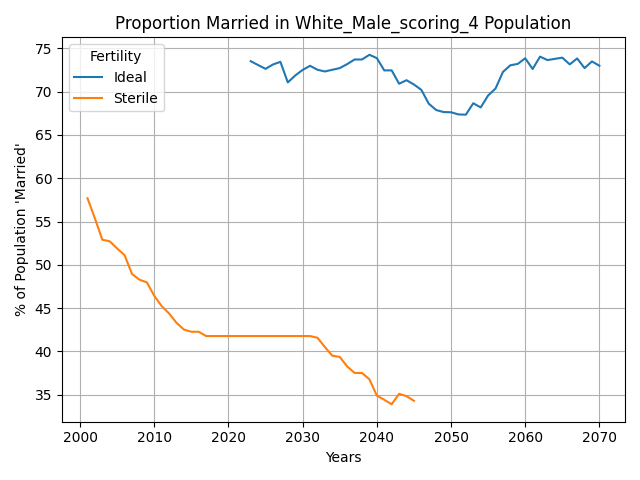 Proportion Married in White_Male_scoring_4 Population
Fertility
Ideal
Sterile
% of Population 'Married'
75
70
65
60
55
50
45
40
35
2000 2010 2020 2030 2040 2050 2060 2070
Years